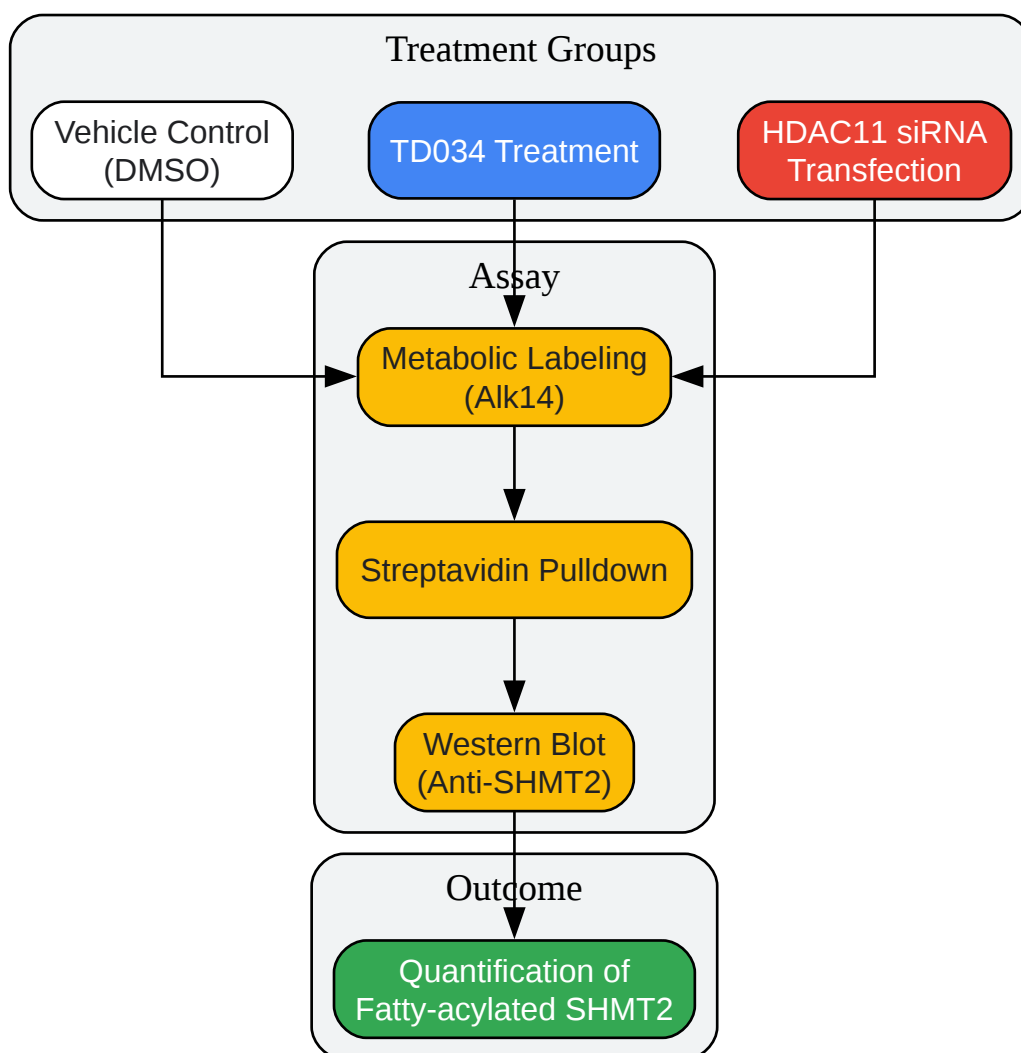 Treatment Groups
Vehicle Control
(DMSO)
TD034 Treatment
HDAC11 siRNA
Transfection
Assay
Metabolic Labeling
(Alk14)
Streptavidin Pulldown
Western Blot
(Anti-SHMT2)
Outcome
Quantification of
Fatty-acylated SHMT2